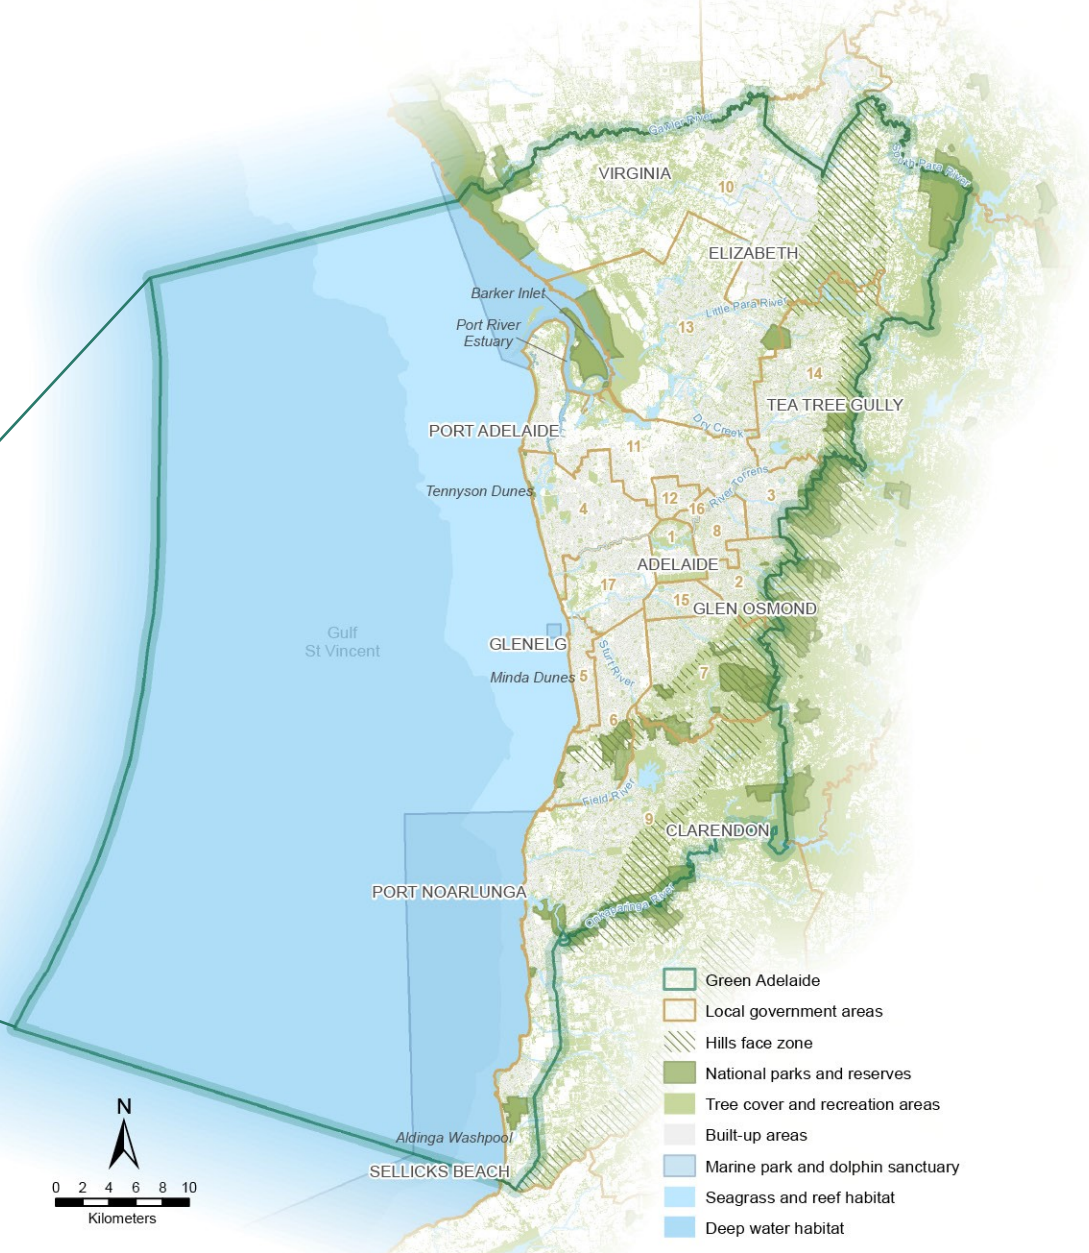 Gawler River
South Para River
VIRGINIA
10
ELIZABETH
Barker Inlet
Little Para River
Port River
Estuary
13
14
TEA TREE GULLY
Dry Creek
PORT ADELAIDE
11
River Torrens
Tennyson Dunes
12
3
4
16
8
1
ADELAIDE
17
2
15
GLEN OSMOND
Gulf
St Vincent
GLENELG
Sturt River
Minda Dunes
5
7
6
Field River
9
CLARENDON
PORT NOARLUNGA
Onkaparinga River
Green Adelaide
Local government areas
Hills face zone
National parks and reserves
Tree cover and recreation areas
Built-up areas
Marine park and dolphin sanctuary
Seagrass and reef habitat
Deep water habitat
N
Aldinga Washpool
SELLICKS BEACH
0 2 4 6 8 10
Kilometers